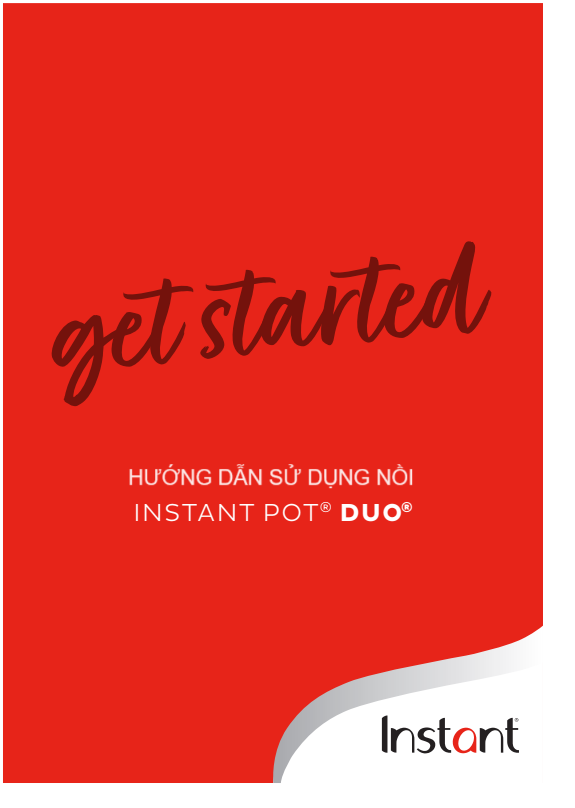 get started
HƯỚNG DẪN SỬ DỤNG NỒI
INSTANT POT® DUO®
Instant®